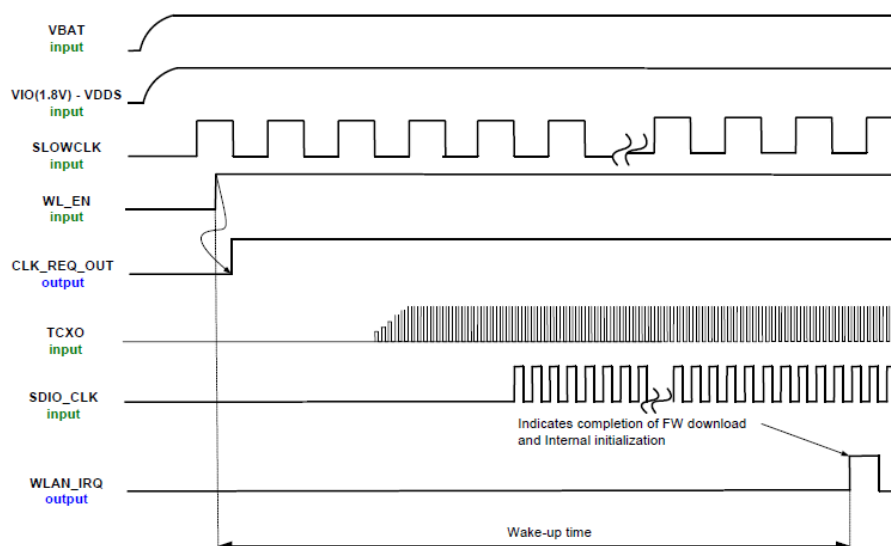 VBAT
input
VIO(1.8V) - VDDS
input
SLOWCLK
input
WL_EN
input
CLK_REQ_OUT
output
TCXO
input
SDIO_CLK
input
Indicates completion of FW download
and Internal initialization
WLAN_IRQ
output
Wake-up time